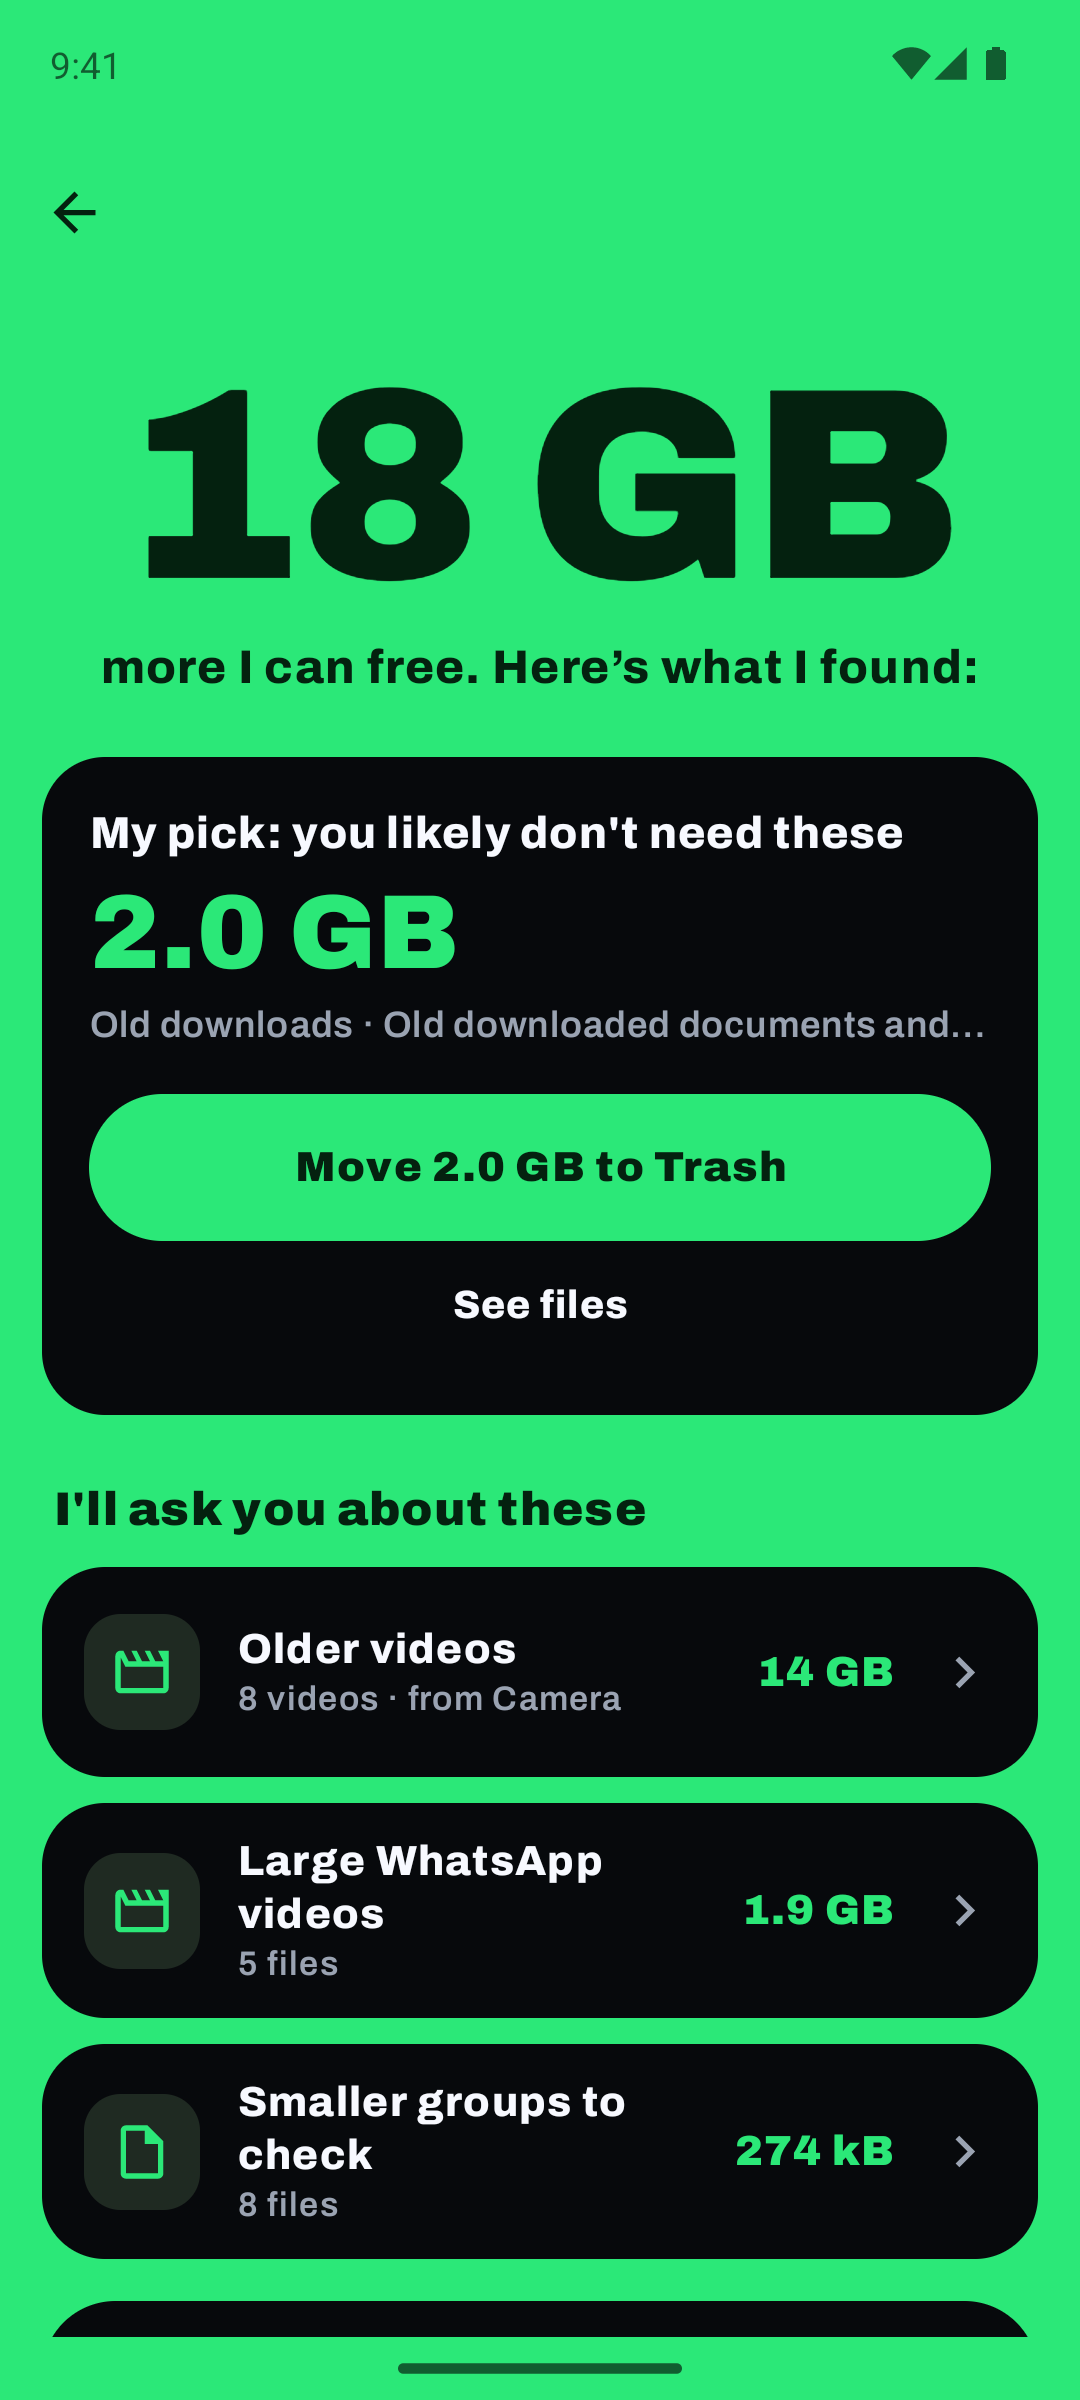 9:41
18 GB
more I can free. Here’s what I found:
My pick: you likely don't need these
2.0 GB
Old downloads · Old downloaded documents and…
Move 2.0 GB to Trash
See files
I'll ask you about these
Older videos
8 videos · from Camera
14 GB
Large WhatsApp
videos
5 files
1.9 GB
Smaller groups to
check
8 files
274 kB